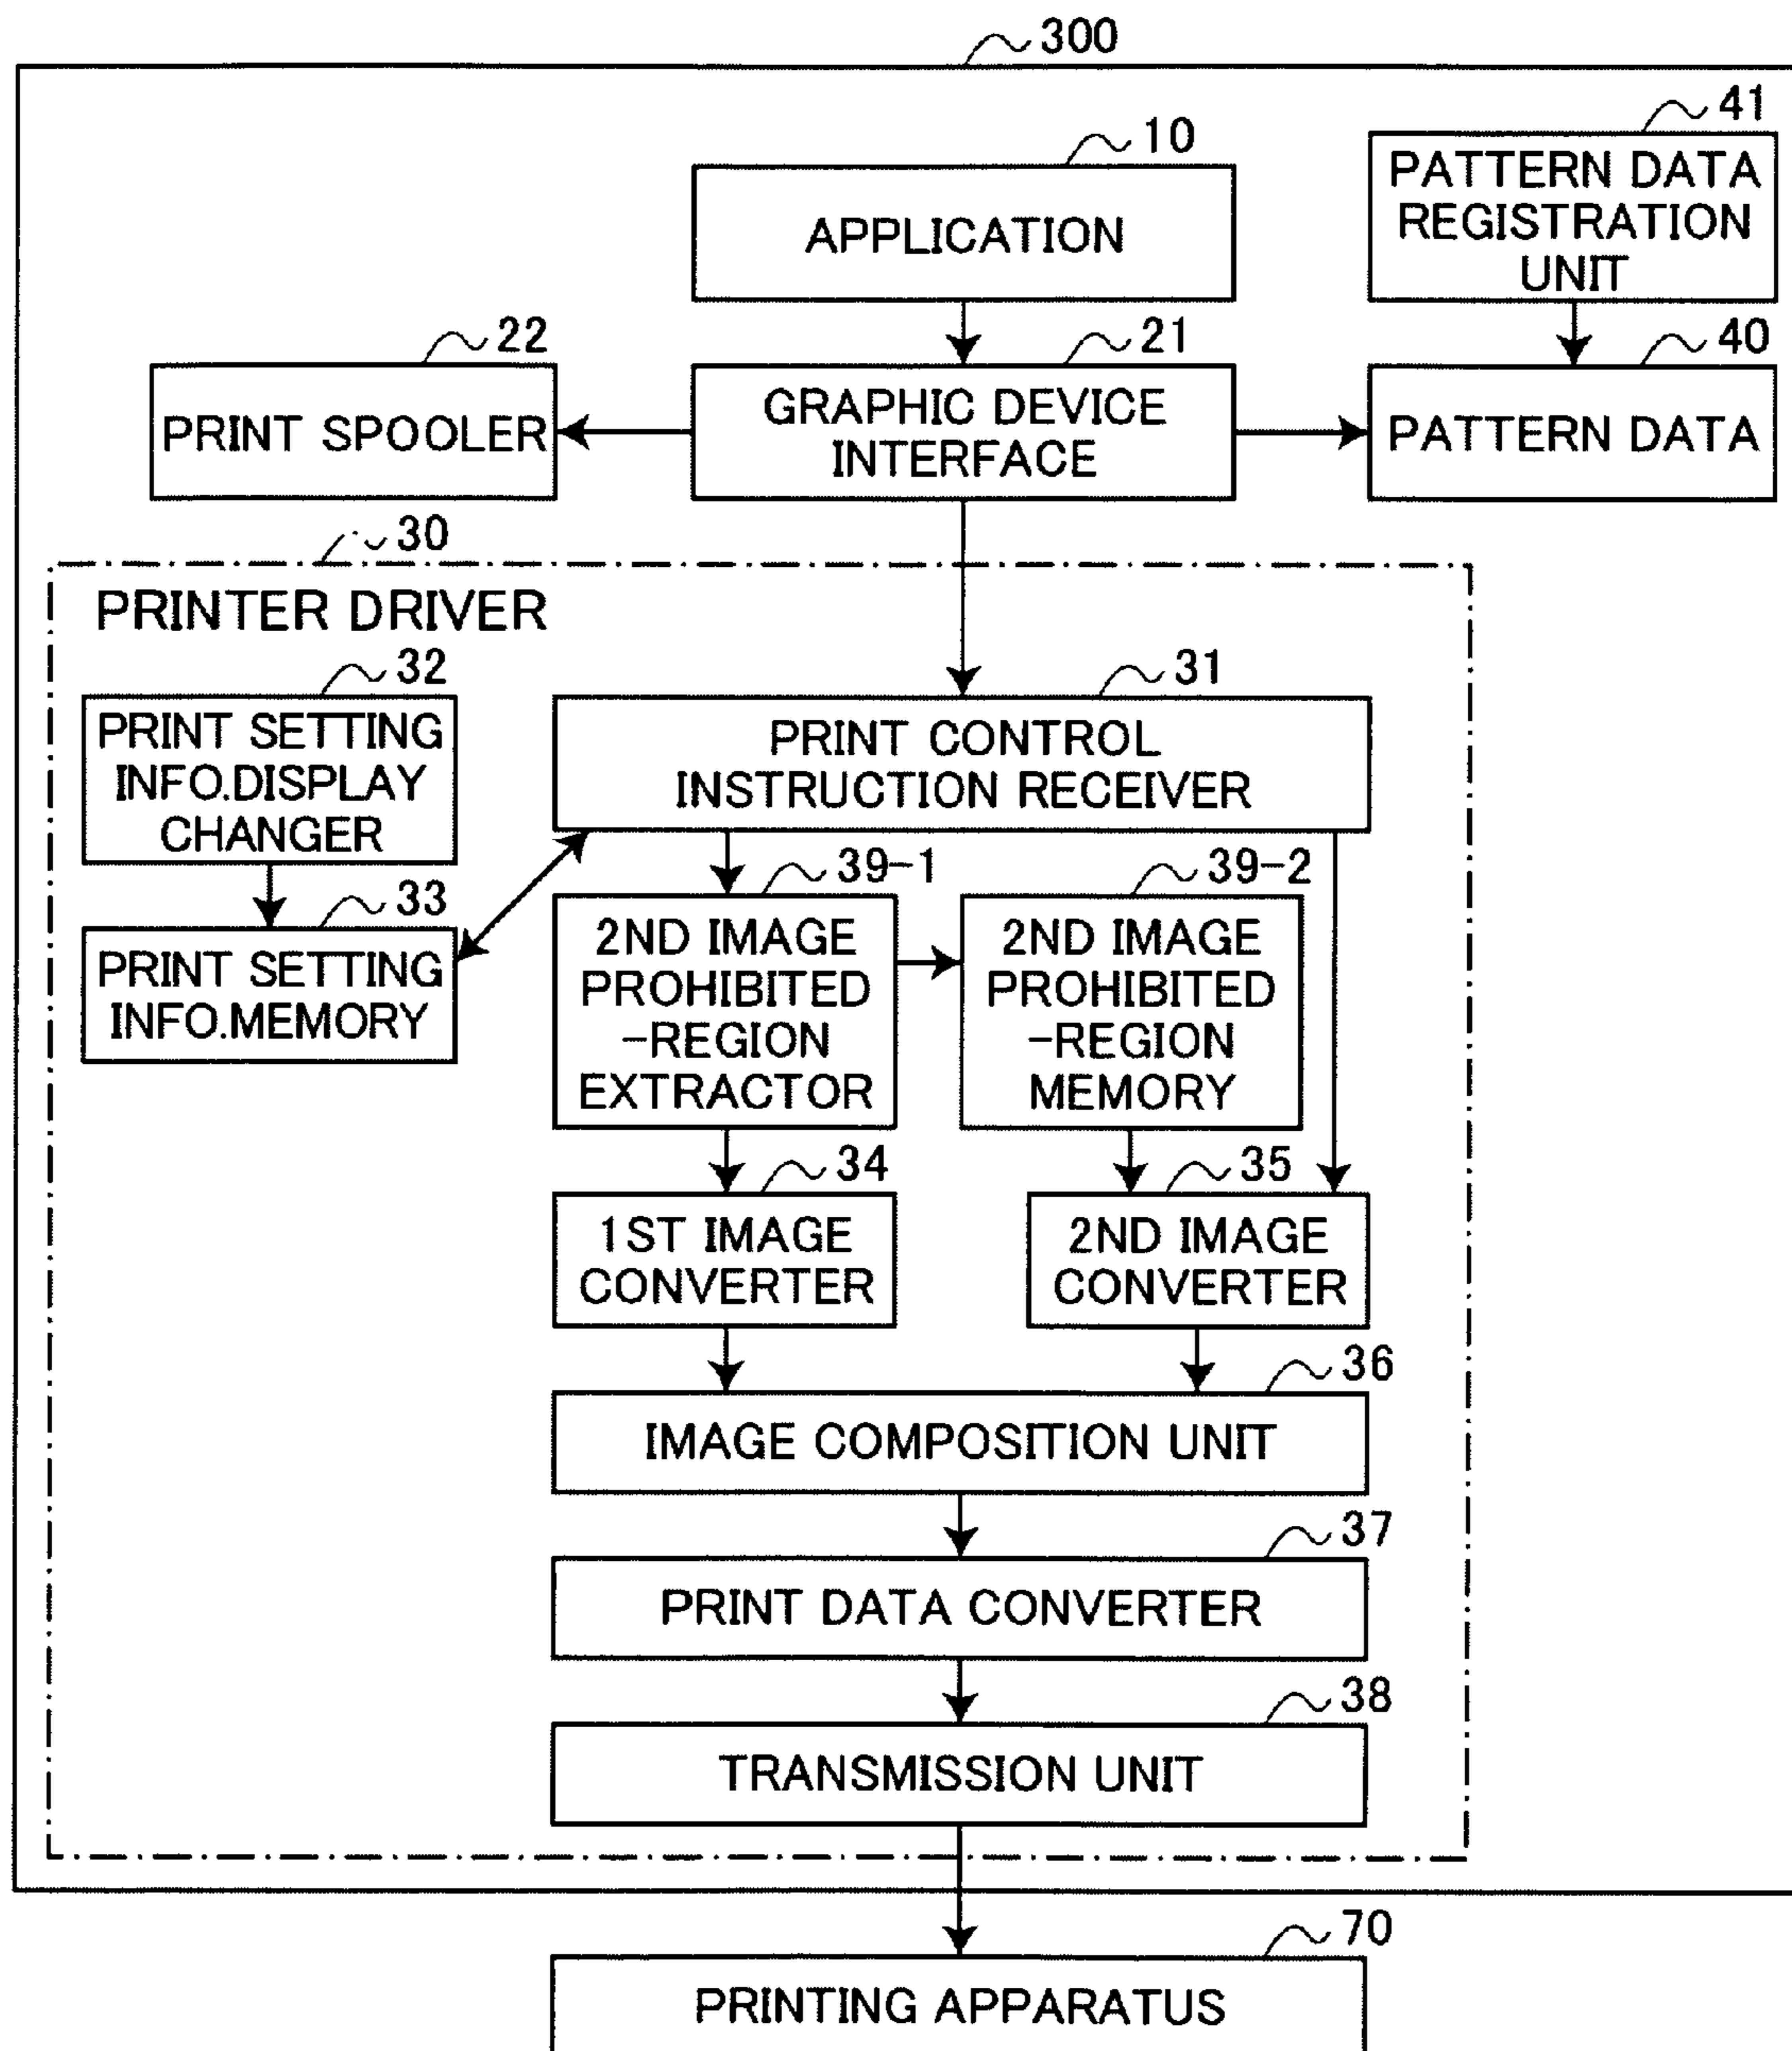 300
41
10
PATTERN DATA
REGISTRATION
UNIT
APPLICATION
22
21
40
PRINT SPOOLER
GRAPHIC DEVICE
INTERFACE
PATTERN DATA
30
PRINTER DRIVER
32
31
PRINT SETTING
INFO.DISPLAY
CHANGER
PRINT CONTROL
INSTRUCTION RECEIVER
33
39-1
39-2
PRINT SETTING
INFO.MEMORY
2ND IMAGE
PROHIBITED
-REGION
EXTRACTOR
2ND IMAGE
PROHIBITED
-REGION
MEMORY
34
35
1ST IMAGE
CONVERTER
2ND IMAGE
CONVERTER
36
IMAGE COMPOSITION UNIT
37
PRINT DATA CONVERTER
38
TRANSMISSION UNIT
70
PRINTING APPARATUS